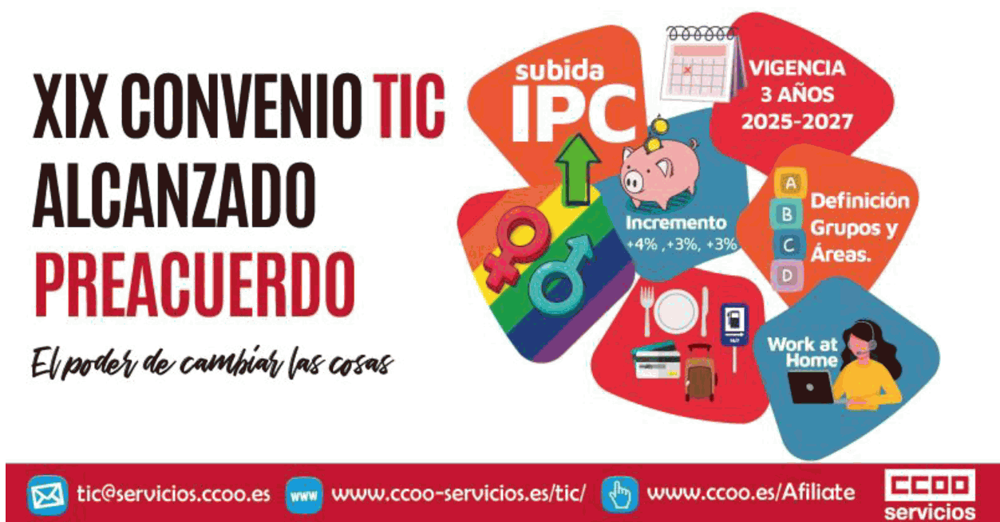 XIX CONVENIO TIC
ALCANZADO
PREACUERDO
El poder de cambiar las cosas
subida
IPC
VIGENCIA
3 AÑOS
2025-2027
Incremento
+4% ,+3%, +3%
A
B
C
D
Definición
Grupos y
Áreas.
Work at
Home
tic@servicios.ccoo.es
www
www.ccoo-servicios.es/tic/
www.ccoo.es/Afiliate
CCOO
servicios